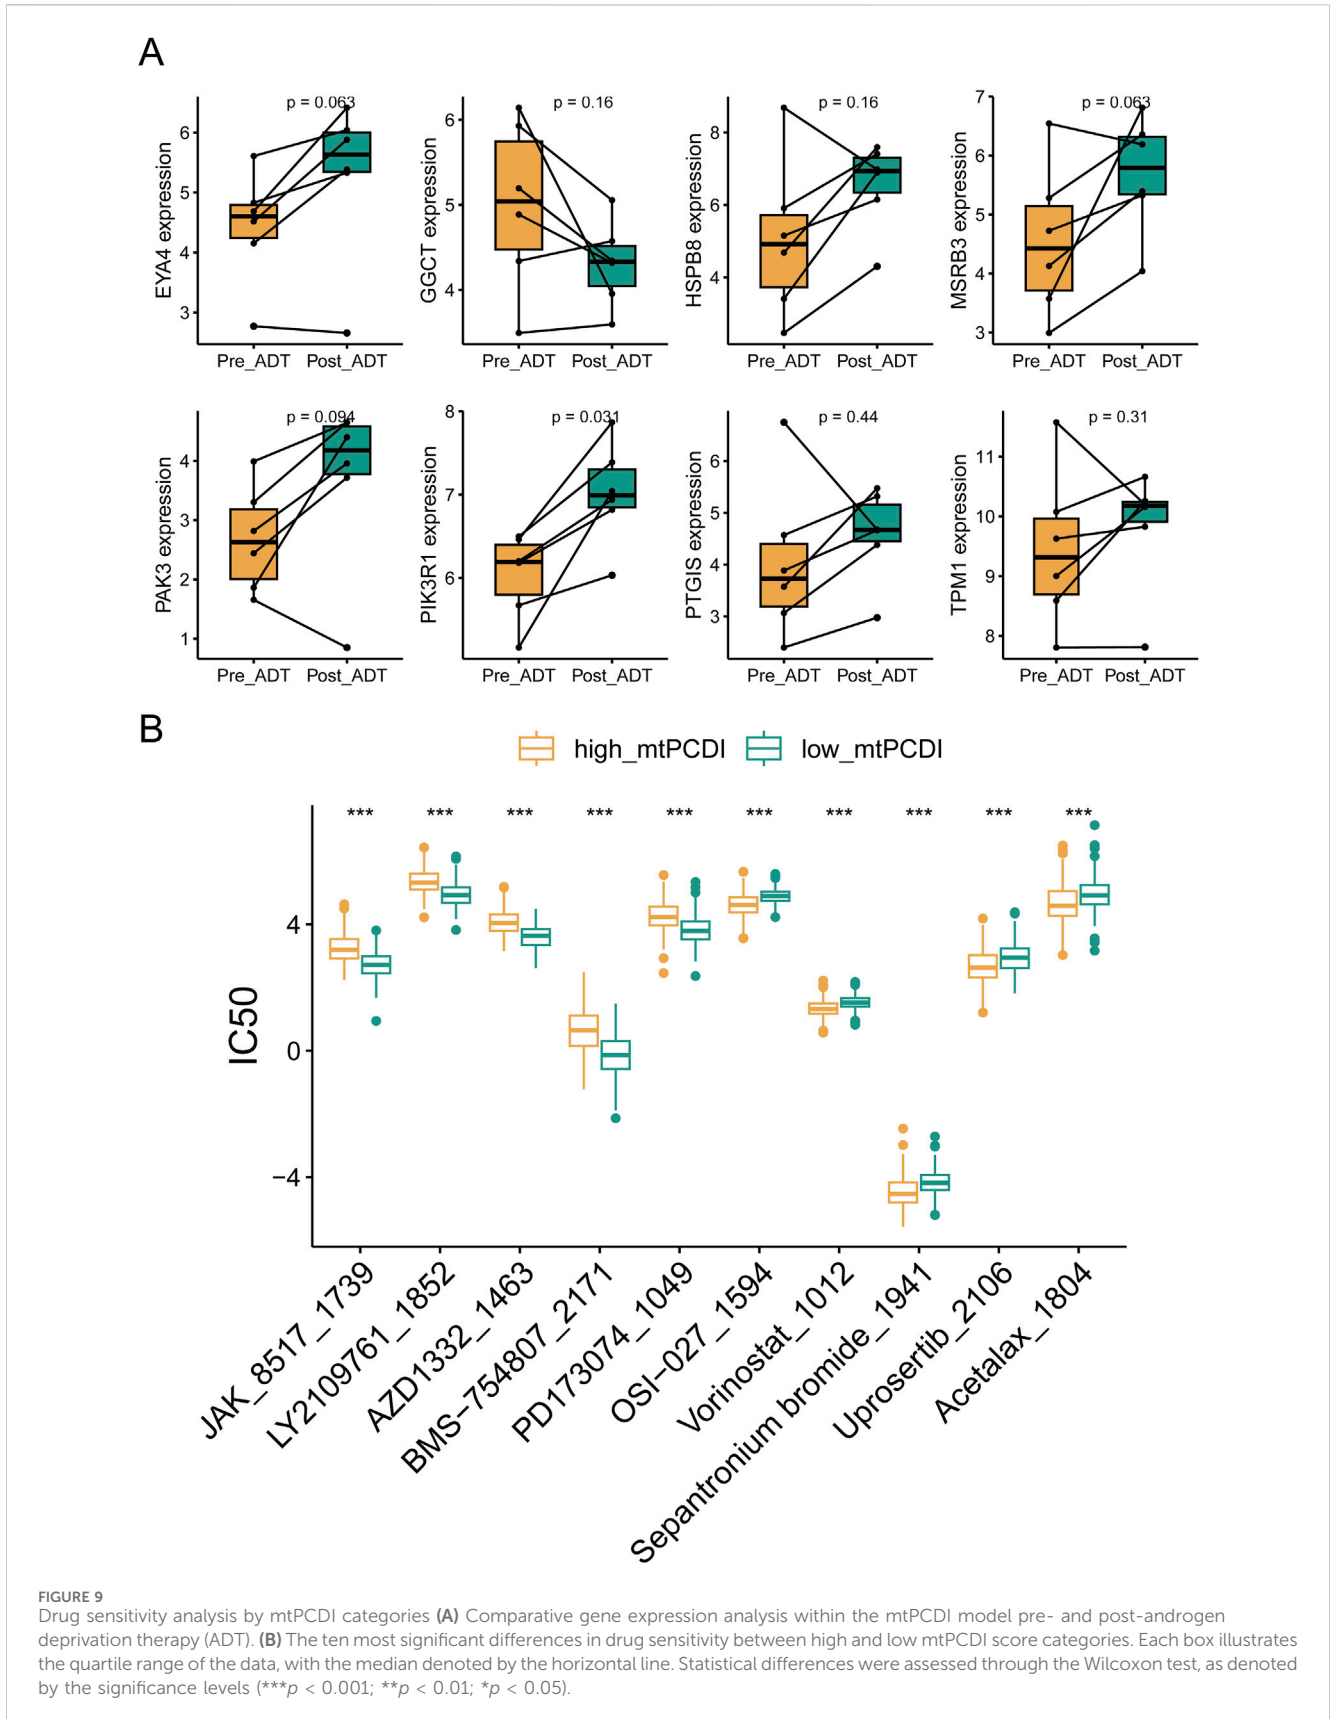 A
p = 0.063
p = 0.16
p = 0.16
p = 0.063
EYA4 expression
6
5
4
3
GGCT expression
6
5
4
HSPB8 expression
8
6
4
MSRB3 expression
7
6
5
4
3
Pre_ADT Post_ADT
Pre_ADT Post_ADT
Pre_ADT Post_ADT
Pre_ADT Post_ADT
p = 0.094
p = 0.031
p = 0.44
p = 0.31
PAK3 expression
4
3
2
1
PIK3R1 expression
8
7
6
PTGIS expression
6
5
4
3
TPM1 expression
11
10
9
8
Pre_ADT Post_ADT
Pre_ADT Post_ADT
Pre_ADT Post_ADT
Pre_ADT Post_ADT
B
high_mtPCDI low_mtPCDI
*** *** *** *** *** *** *** *** *** ***
IC50
4
0
−4
JAK_8517_1739
LY2109761_1852
AZD1332_1463
BMS−754807_2171
PD173074_1049
OSI−027_1594
Vorinostat_1012
Sepantronium bromide_1941
Uprosertib_2106
Acetalax_1804
FIGURE 9
Drug sensitivity analysis by mtPCDI categories (A) Comparative gene expression analysis within the mtPCDI model pre- and post-androgen
deprivation therapy (ADT). (B) The ten most significant differences in drug sensitivity between high and low mtPCDI score categories. Each box illustrates
the quartile range of the data, with the median denoted by the horizontal line. Statistical differences were assessed through the Wilcoxon test, as denoted
by the significance levels (***p < 0.001; **p < 0.01; *p < 0.05).